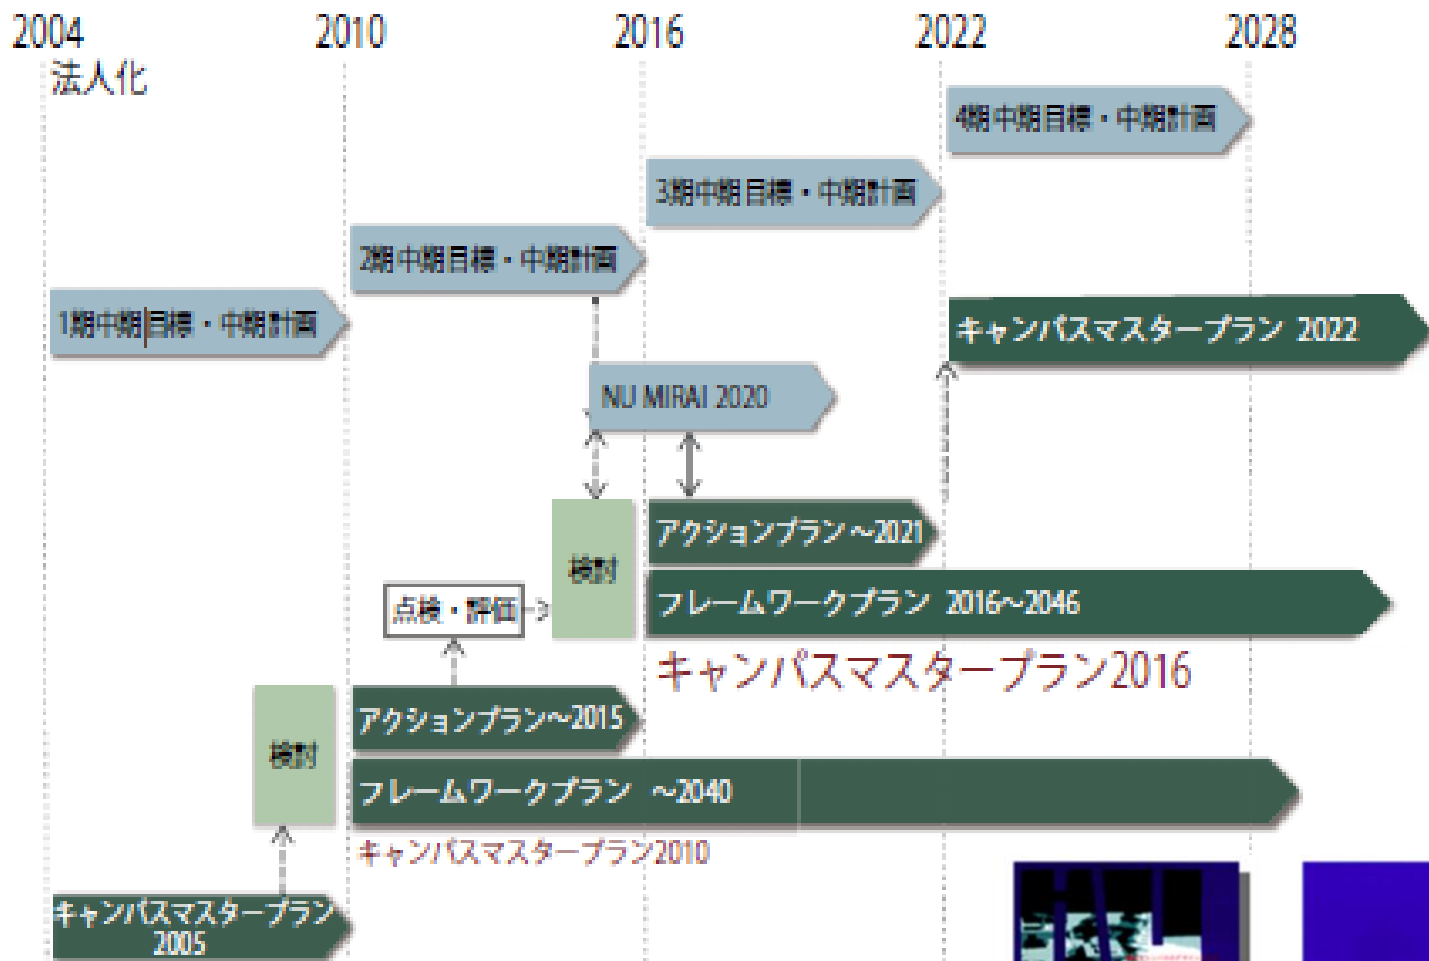 2004
2010
2016
2022
2028
法人化
4期中期目標・中期計画
3期中期目標・中期計画
2期中期目標・中期計画
1期中期目標・中期計画
キャンパスマスタープラン 2022
NU MIRAI 2020
アクションプラン～2021
検討
点検・評価
フレームワークプラン 2016～2046
キャンパスマスタープラン2016
アクションプラン～2015
検討
フレームワークプラン ～2040
キャンパスマスタープラン2010
キャンパスマスタープラン
2005